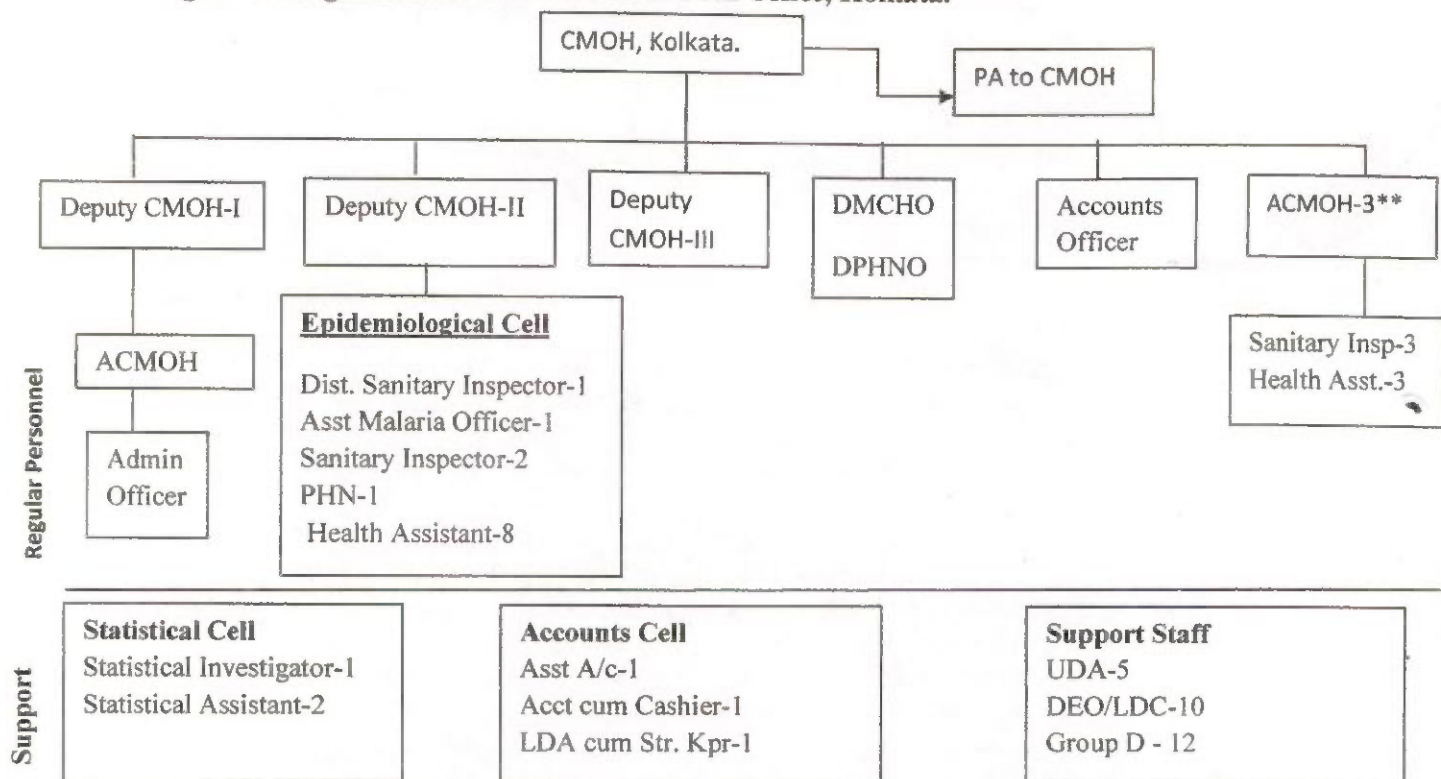 Office, Kolkata.
CMOH, Kolkata.
PA to CMOH
Deputy CMOH-I
Deputy CMOH-II
Deputy
CMOH-III
DMCHO
DPHNO
Accounts
Officer
ACMOH-3**
ACMOH
Admin
Officer
Epidemiological Cell
Dist. Sanitary Inspector-1
Asst Malaria Officer-1
Sanitary Inspector-2
PHN-1
Health Assistant-8
Sanitary Insp-3
Health Asst.-3
Regular Personnel
Support
Statistical Cell
Statistical Investigator-1
Statistical Assistant-2
Accounts Cell
Asst A/c-1
Acct cum Cashier-1
LDA cum Str. Kpr-1
Support Staff
UDA-5
DEO/LDC-10
Group D - 12